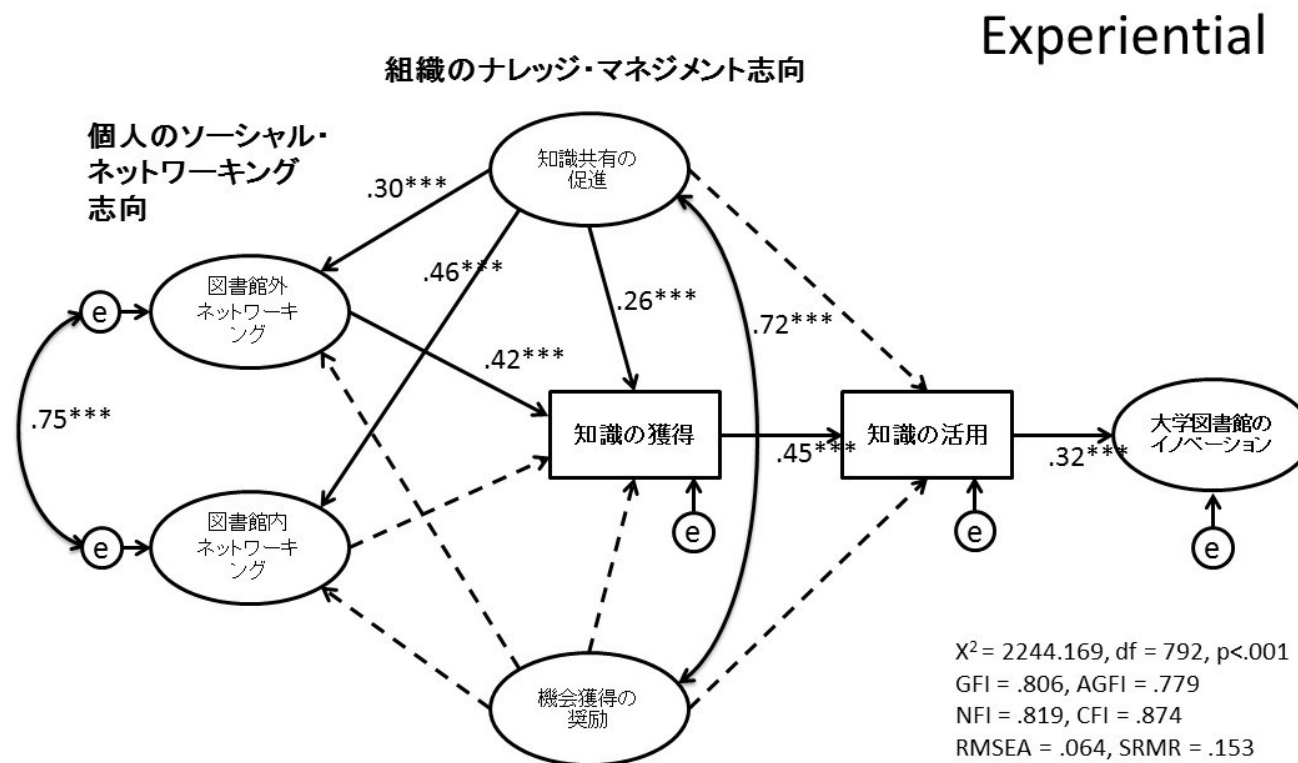 Experiential
組織のナレッジ・マネジメント志向
個人のソーシャル・
ネットワーキング
志向
知識共有の
促進
.30***
.46***
.26***
.72***
図書館外
ネットワーキ
ング
e
.42***
.75***
知識の獲得
.45***
知識の活用
.32***
大学図書館の
イノベーション
図書館内
ネットワーキ
ング
e
e
e
e
機会獲得の
奨励
X² = 2244.169, df = 792, p<.001
GFI = .806, AGFI = .779
NFI = .819, CFI = .874
RMSEA = .064, SRMR = .153